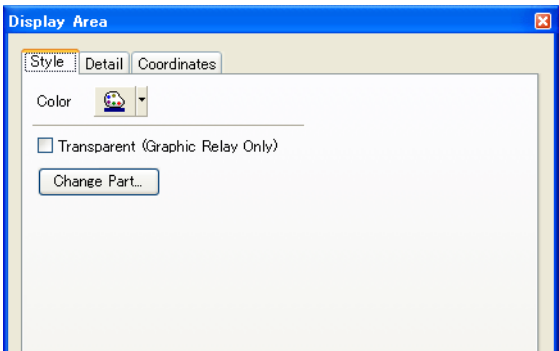 Display Area
Style Detail Coordinates
Color
Transparent (Graphic Relay Only)
Change Part...